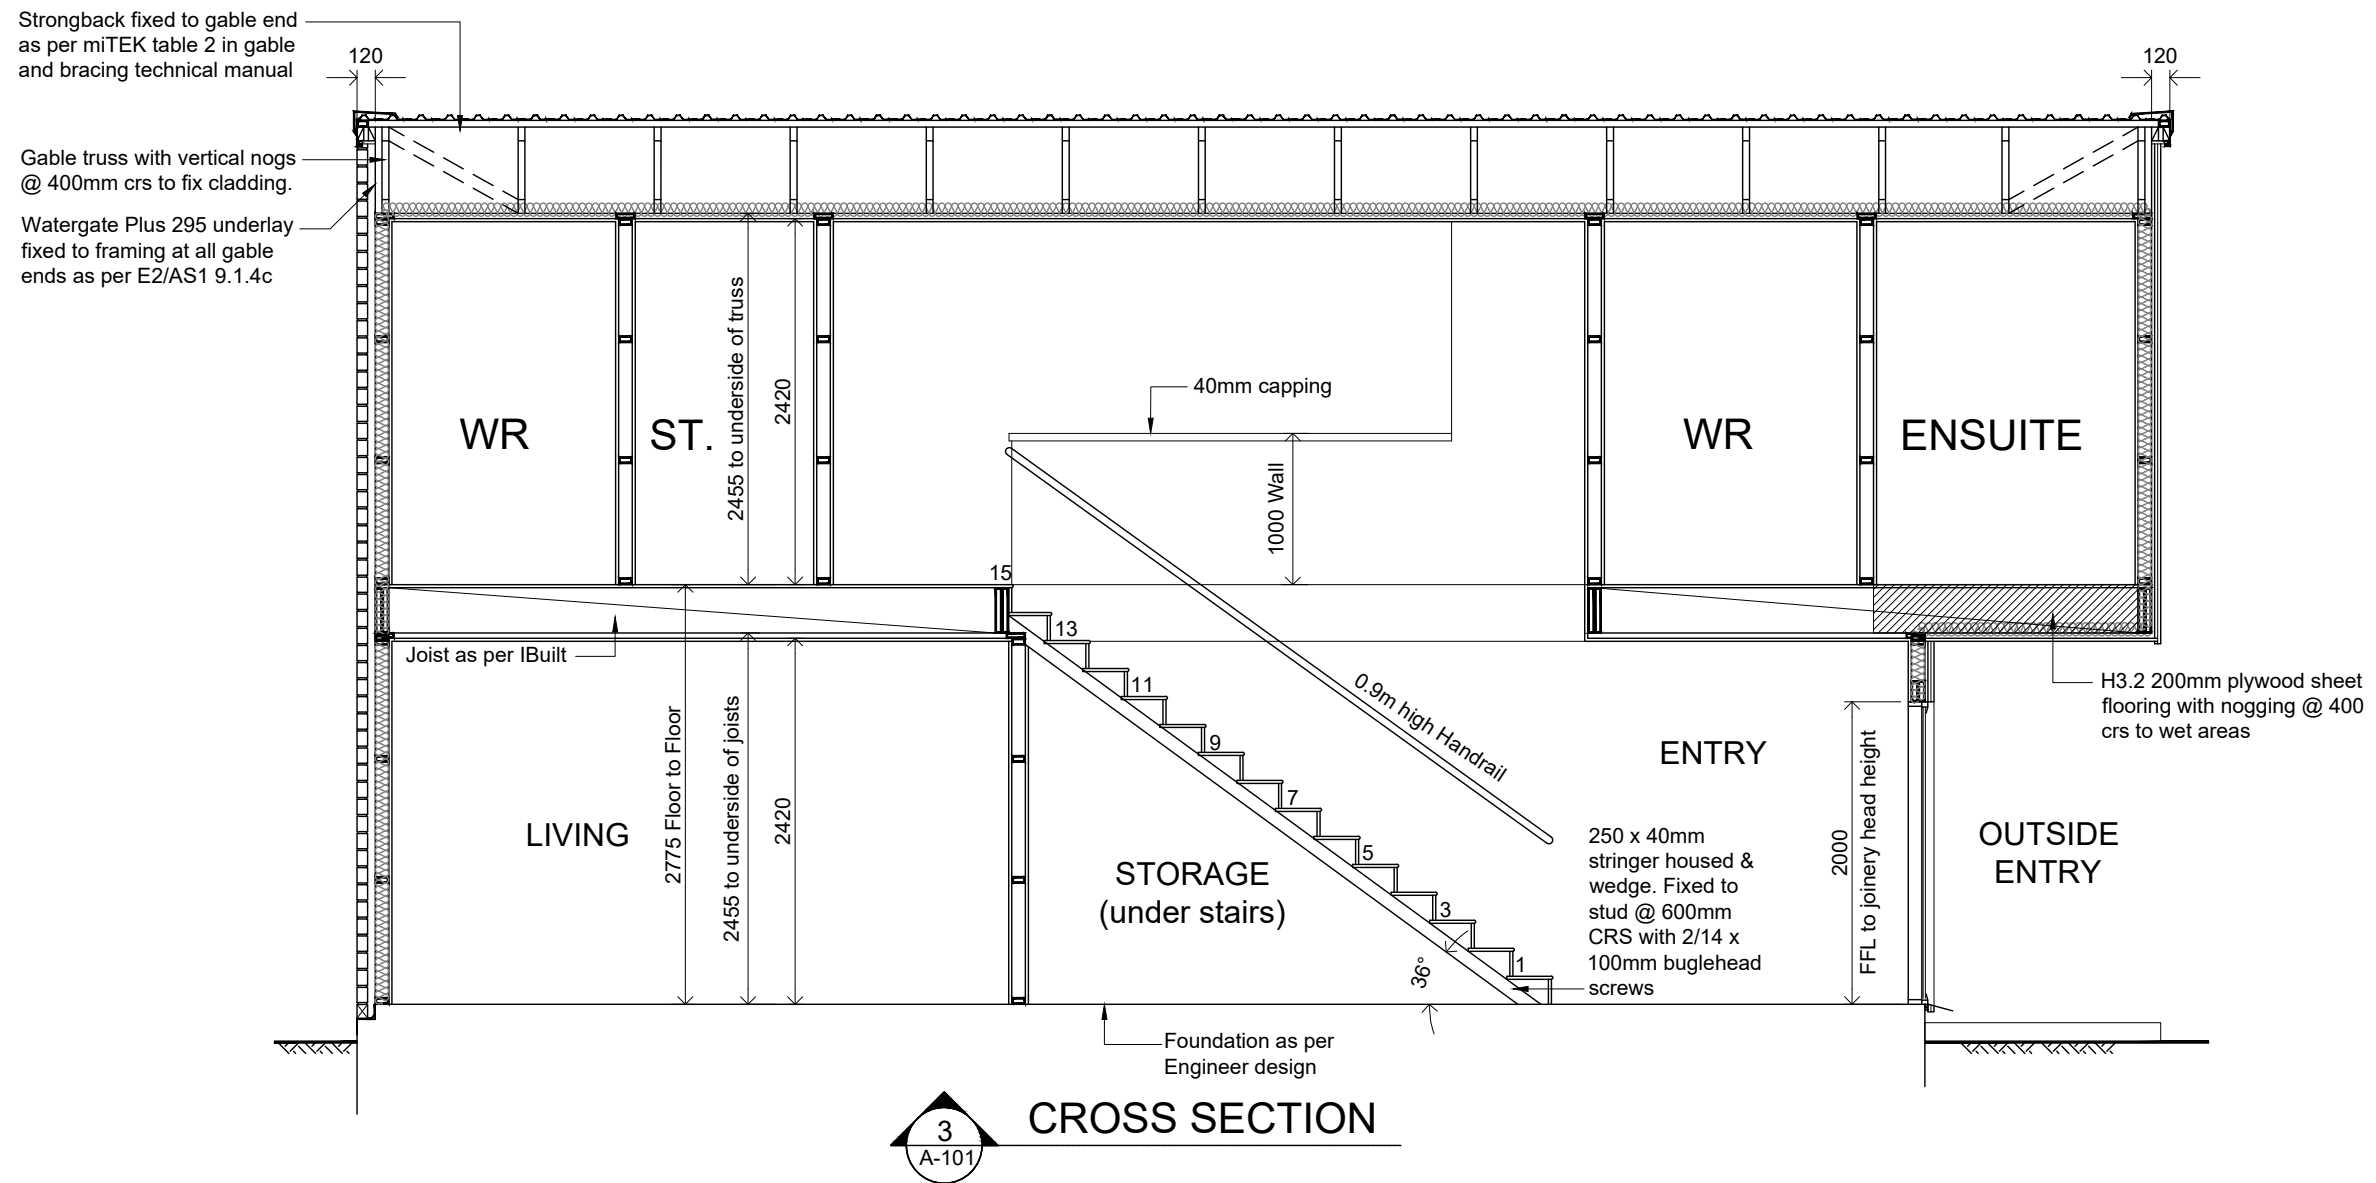 Strongback fixed to gable end
as per miTEK table 2 in gable
and bracing technical manual
120
120
Gable truss with vertical nogs
@ 400mm crs to fix cladding.
Watergate Plus 295 underlay
fixed to framing at all gable
ends as per E2/AS1 9.1.4c
WR
ST.
2455 to underside of truss
2420
40mm capping
1000 Wall
WR
ENSUITE
15
13
11
9
7
5
3
1
Joist as per IBuilt
0.9m high Handrail
H3.2 200mm plywood sheet
flooring with nogging @ 400
crs to wet areas
LIVING
2775 Floor to Floor
2455 to underside of joists
2420
STORAGE
(under stairs)
36°
ENTRY
250 x 40mm
stringer housed &
wedge. Fixed to
stud @ 600mm
CRS with 2/14 x
100mm buglehead
screws
2000
FFL to joinery head height
OUTSIDE
ENTRY
Foundation as per
Engineer design
3
A-101
CROSS SECTION